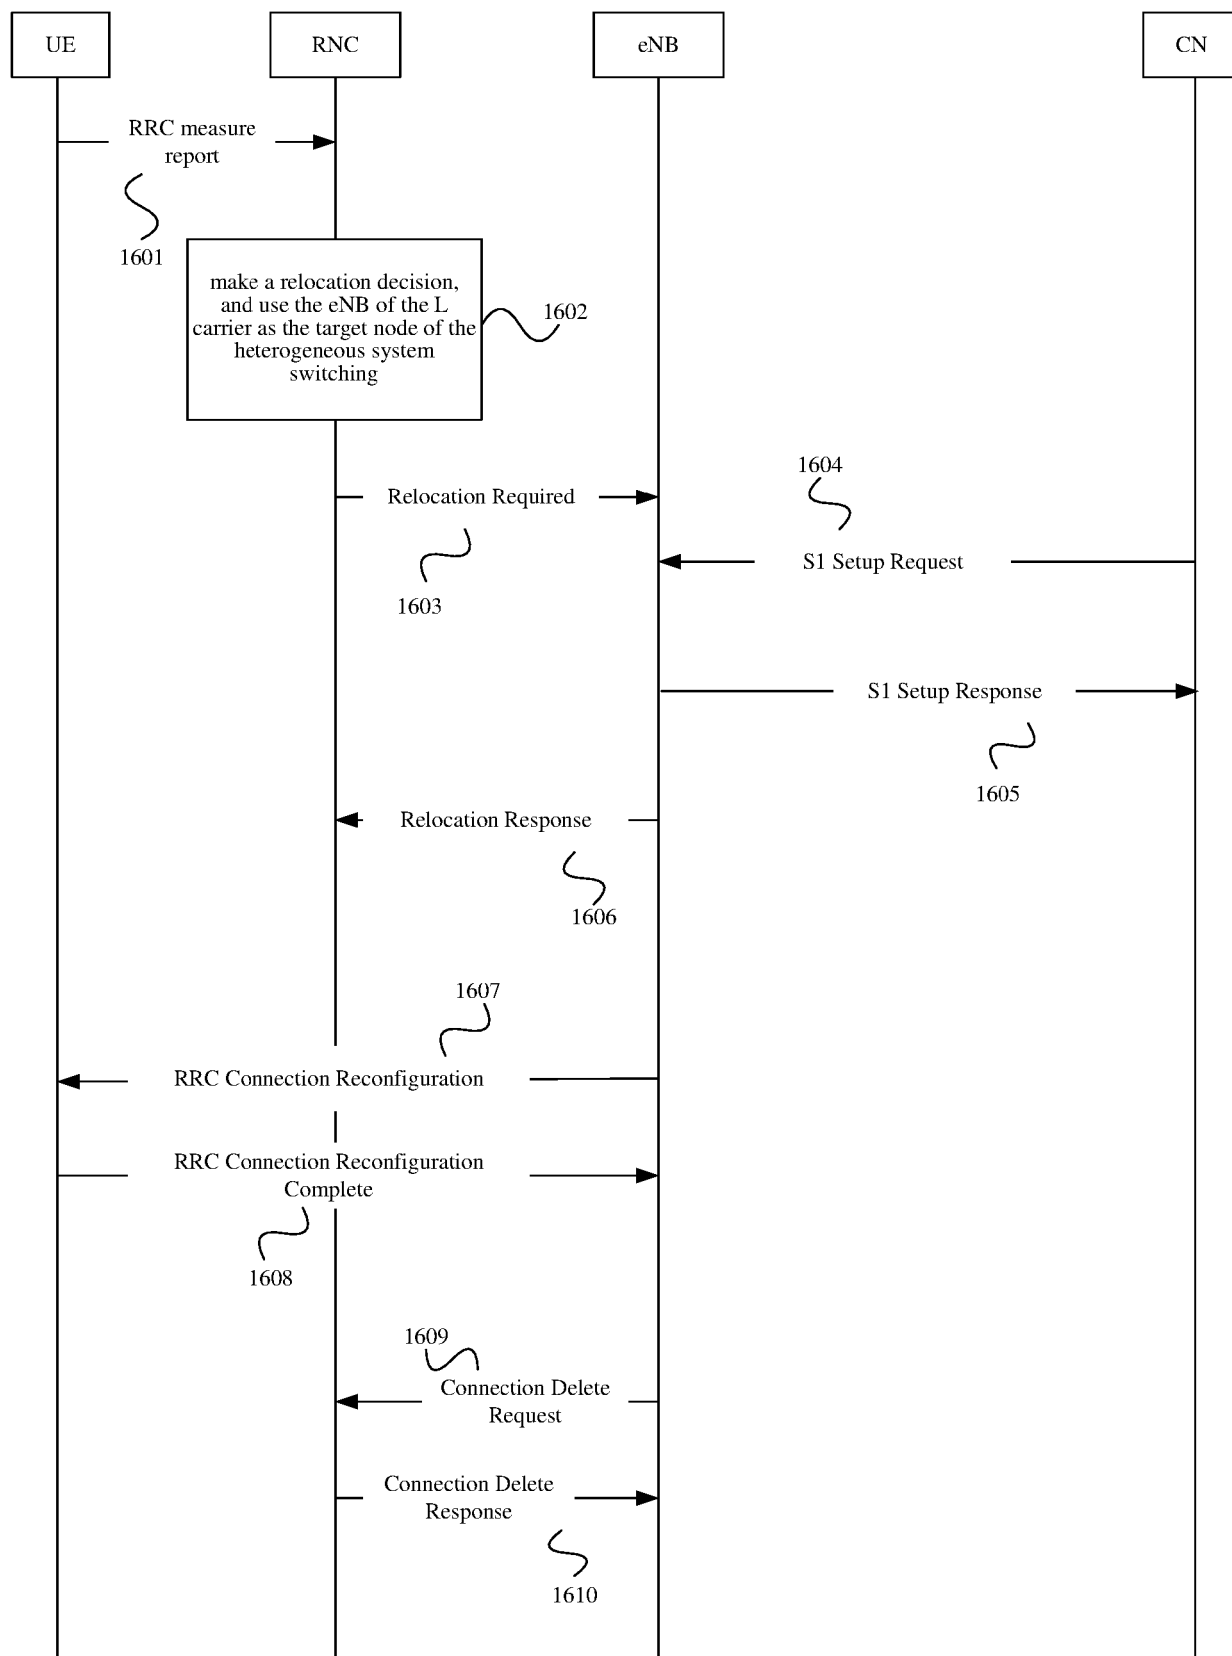 UE
RNC
eNB
CN
RRC measure
report
1601
make a relocation decision,
and use the eNB of the L
carrier as the target node of the
heterogeneous system
switching
1602
1604
Relocation Required
1603
S1 Setup Request
S1 Setup Response
1605
Relocation Response
1606
1607
RRC Connection Reconfiguration
RRC Connection Reconfiguration
Complete
1608
1609
Connection Delete
Request
Connection Delete
Response
1610